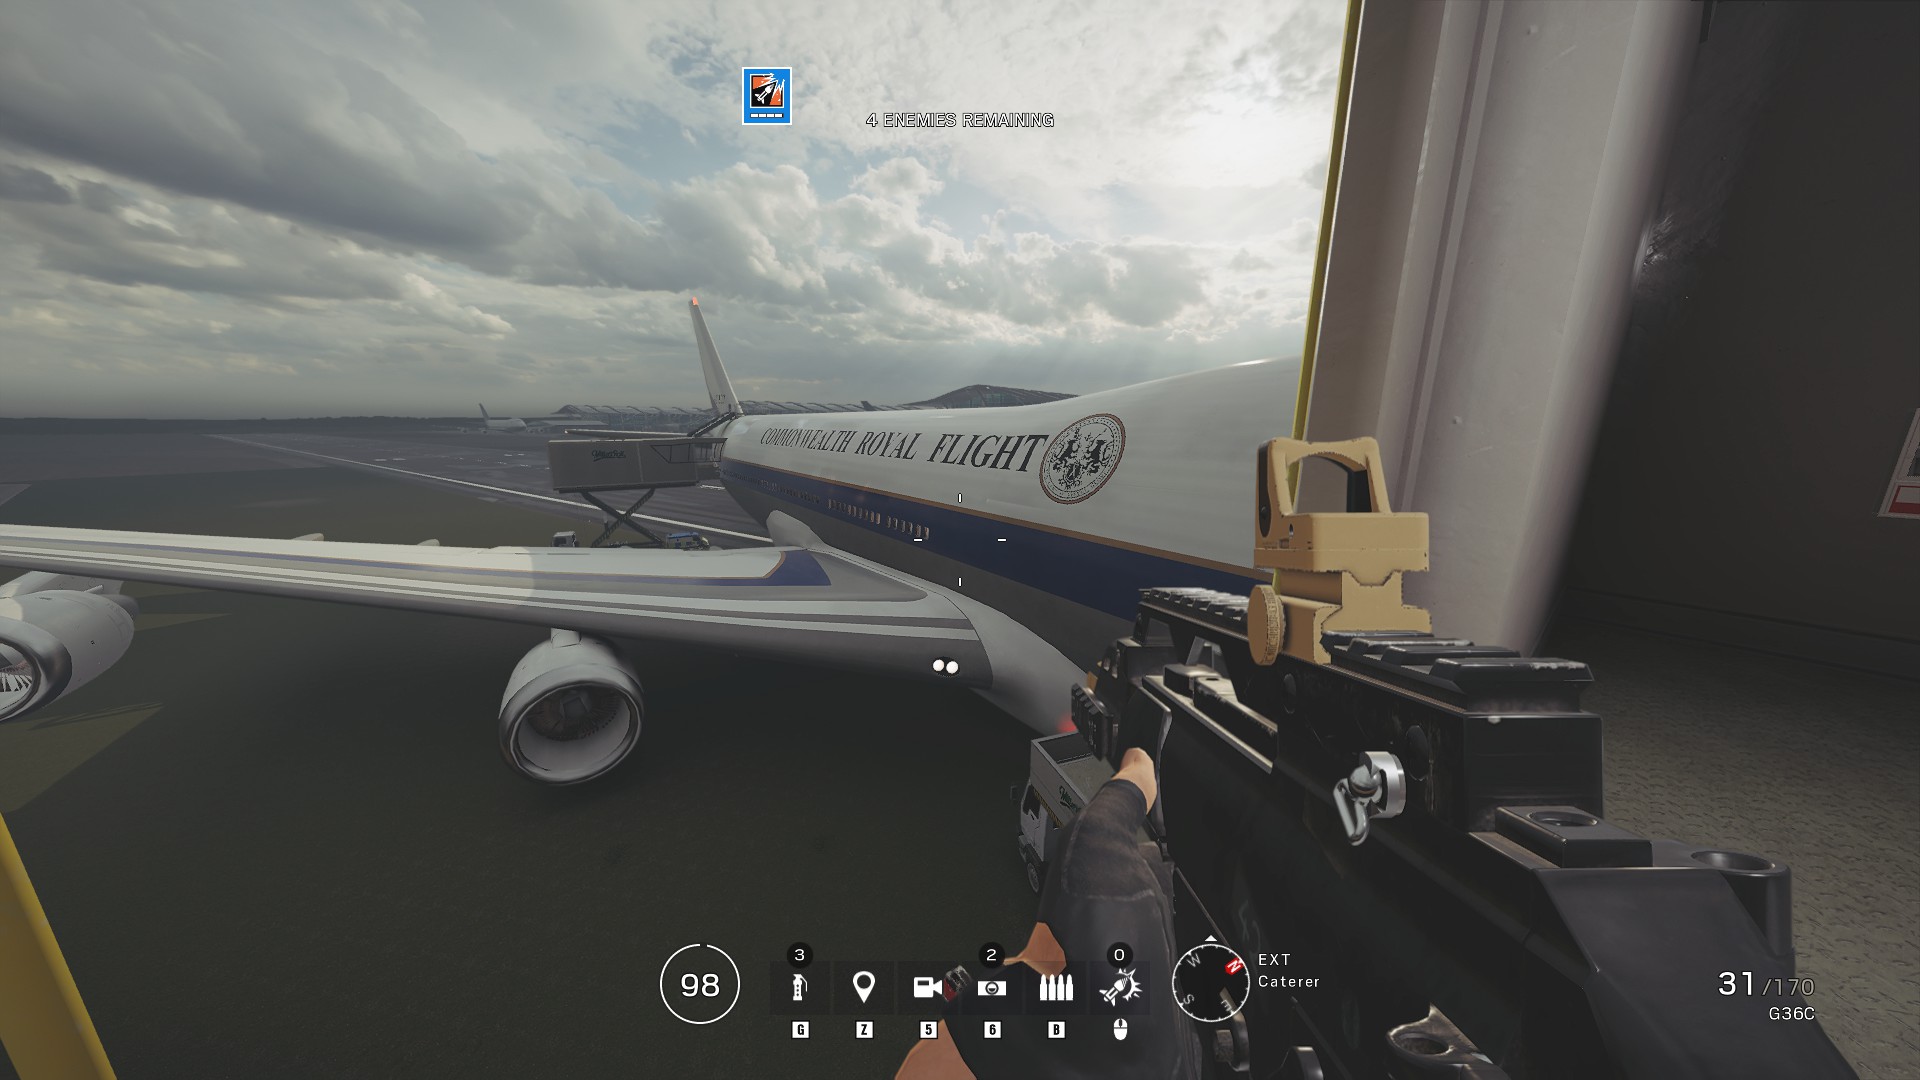 4 ENEMIES REMAINING
COMMONWEALTH ROYAL FLIGHT
98
3
2
0
G
Z
5
6
B
W
N
S
E
EXT
Caterer
31/170
G36C